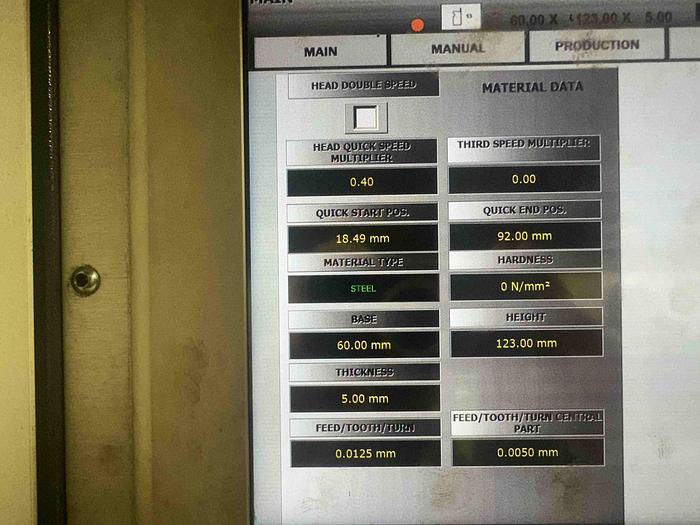 MAIN
60.00 X 123.00 X 5.00
MAIN
MANUAL
PRODUCTION
HEAD DOUBLE SPEED
MATERIAL DATA
HEAD QUICK SPEED
MULTIPLIER
THIRD SPEED MULTIPLIER
0.40
0.00
QUICK START POS.
QUICK END POS.
18.49 mm
92.00 mm
MATERIAL TYPE
HARDNESS
STEEL
0 N/mm²
BASE
HEIGHT
60.00 mm
123.00 mm
THICKNESS
5.00 mm
FEED/TOOTH/TURN
FEED/TOOTH/TURN CENTRAL
PART
0.0125 mm
0.0050 mm